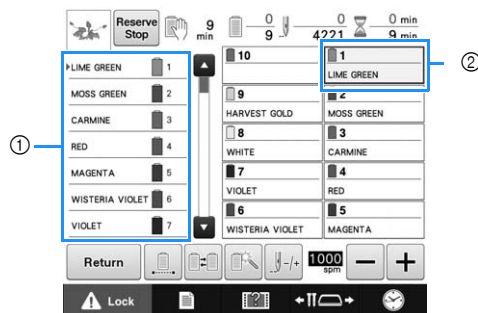 Reserve Stop
9 min
0
9
0
4221
0 min
9 min
LIME GREEN 1
MOSS GREEN 2
CARMINE 3
RED 4
MAGENTA 5
WISTERIA VIOLET 6
VIOLET 7
①
10
1
LIME GREEN
②
9
HARVEST GOLD
2
MOSS GREEN
8
WHITE
3
CARMINE
7
VIOLET
4
RED
6
WISTERIA VIOLET
5
MAGENTA
Return
-/+
1000 spm
−
+
Lock